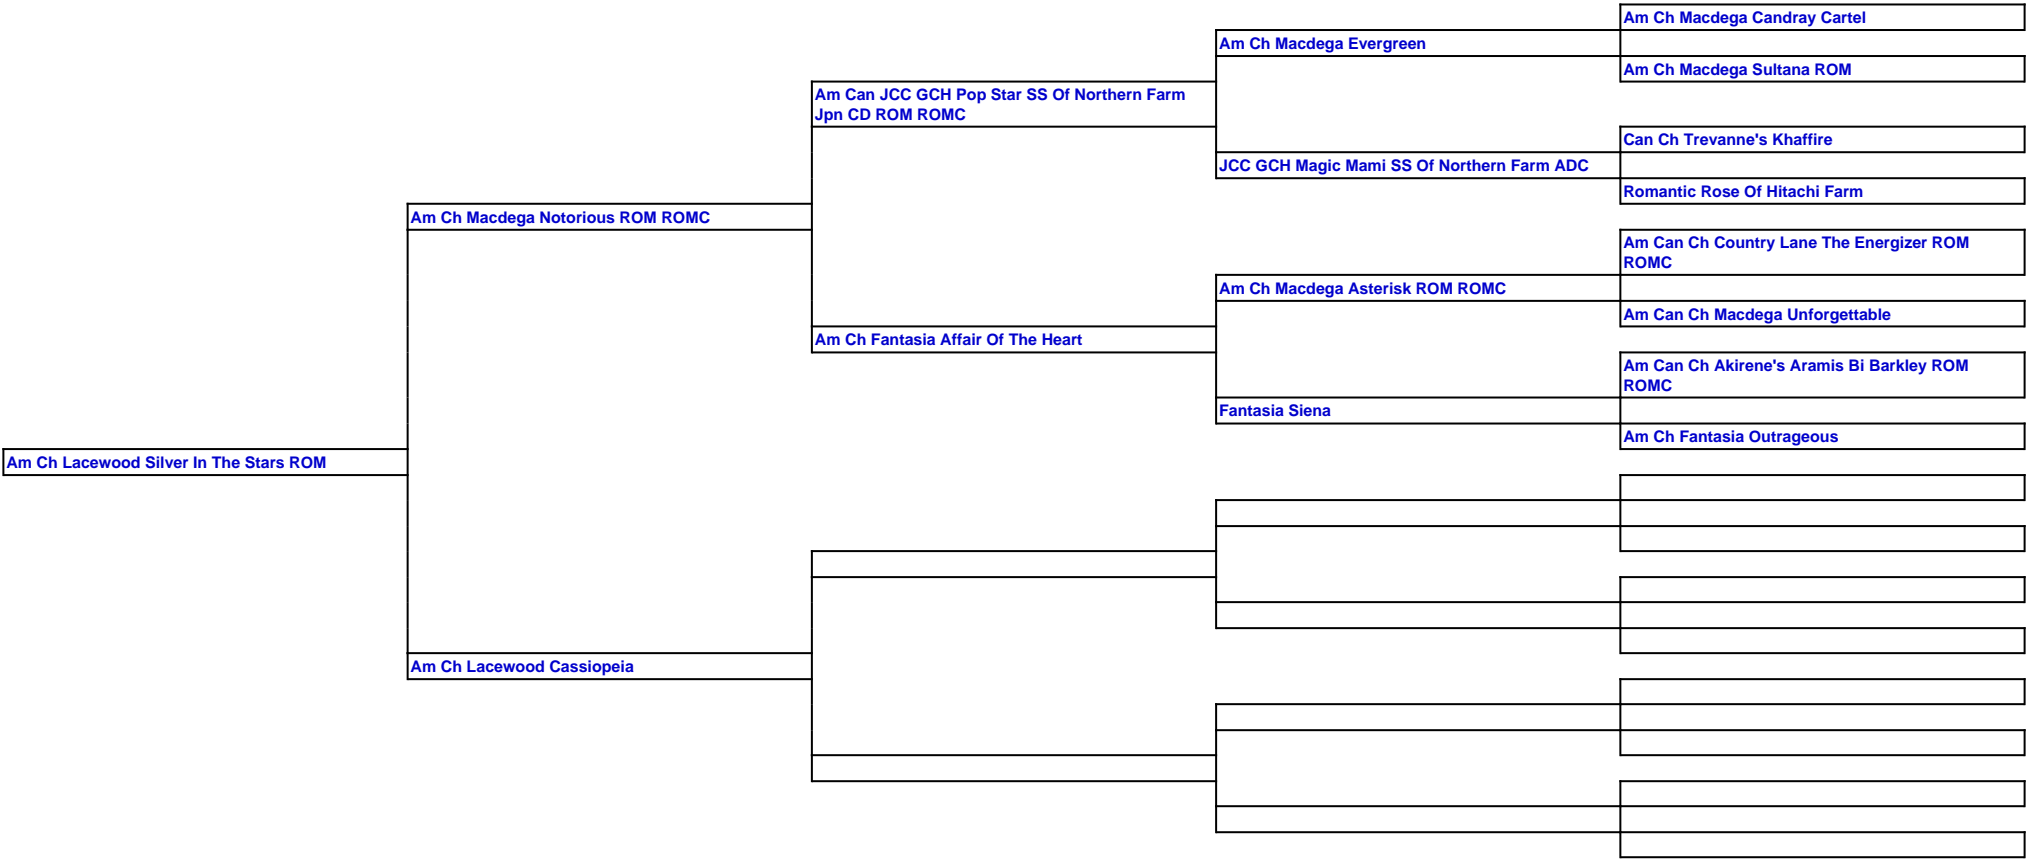 Am Ch Macdega Candray Cartel
Am Ch Macdega Evergreen
Am Ch Macdega Sultana ROM
Am Can JCC GCH Pop Star SS Of Northern Farm
Jpn CD ROM ROMC
Can Ch Trevanne's Khaffire
JCC GCH Magic Mami SS Of Northern Farm ADC
Romantic Rose Of Hitachi Farm
Am Ch Macdega Notorious ROM ROMC
Am Can Ch Country Lane The Energizer ROM
ROMC
Am Ch Macdega Asterisk ROM ROMC
Am Can Ch Macdega Unforgettable
Am Ch Fantasia Affair Of The Heart
Am Can Ch Akirene's Aramis Bi Barkley ROM
ROMC
Fantasia Siena
Am Ch Fantasia Outrageous
Am Ch Lacewood Silver In The Stars ROM
Am Ch Lacewood Cassiopeia